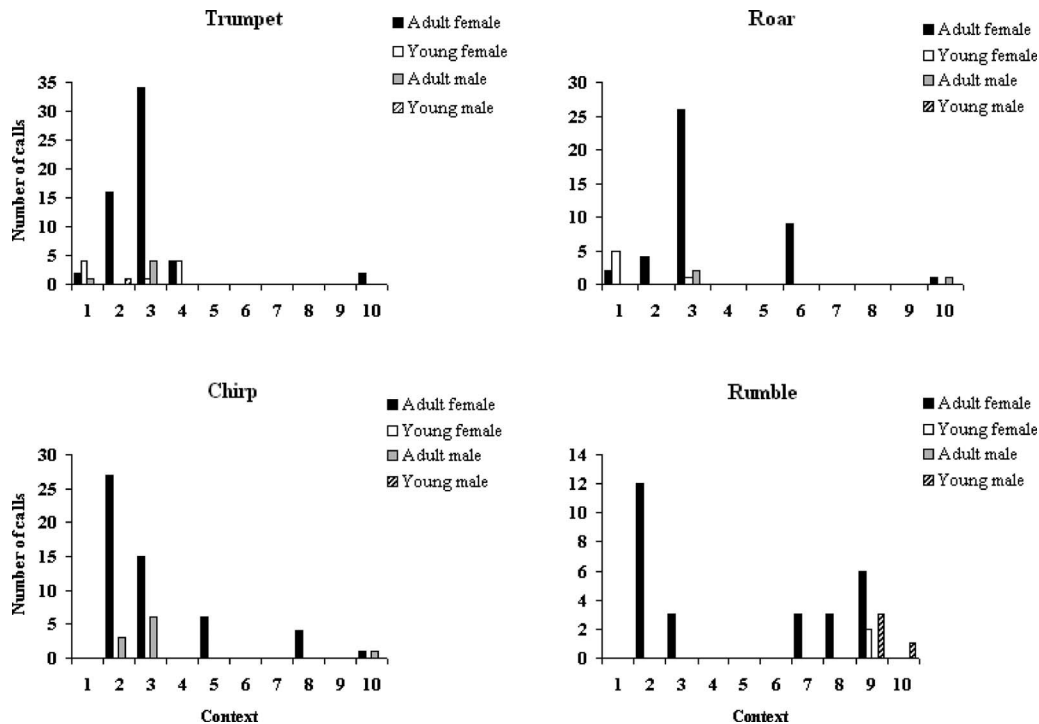 Trumpet
Adult female
Young female
Adult male
Young male
Number of calls
35
30
25
20
15
10
5
0
1 2 3 4 5 6 7 8 9 10
Roar
Adult female
Young female
Adult male
Young male
30
25
20
15
10
5
0
1 2 3 4 5 6 7 8 9 10
Chirp
Adult female
Young female
Adult male
Young male
Number of calls
30
25
20
15
10
5
0
1 2 3 4 5 6 7 8 9 10
Context
Rumble
Adult female
Young female
Adult male
Young male
14
12
10
8
6
4
2
0
1 2 3 4 5 6 7 8 9 10
Context